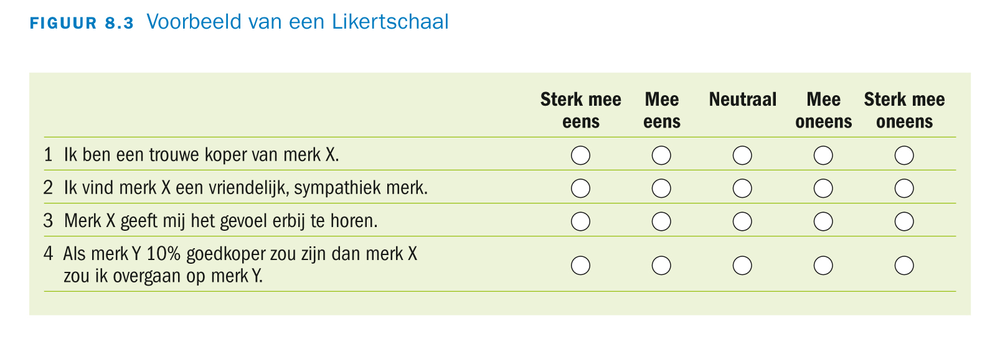 FIGUUR 8.3 Voorbeeld van een Likertschaal
Sterk mee eens Mee eens Neutraal Mee oneens Sterk mee oneens
1 Ik ben een trouwe koper van merk X.
2 Ik vind merk X een vriendelijk, sympathiek merk.
3 Merk X geeft mij het gevoel erbij te horen.
4 Als merk Y 10% goedkoper zou zijn dan merk X
zou ik overgaan op merk Y.